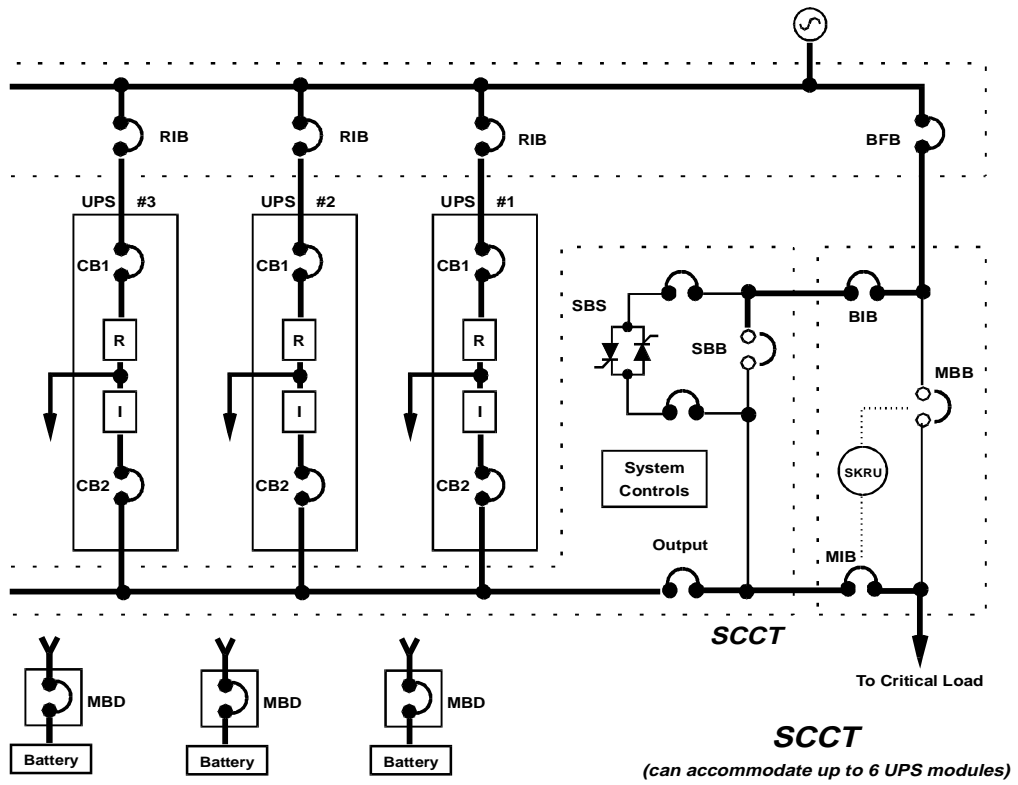 RIB
RIB
RIB
BFB
UPS #3
UPS #2
UPS #1
CB1
CB1
CB1
SBS
SBB
BIB
R
R
R
MBB
I
I
I
System
Controls
SKRU
CB2
CB2
CB2
Output
MIB
SCCT
To Critical Load
MBD
MBD
MBD
SCCT
Battery
Battery
Battery
(can accommodate up to 6 UPS modules)